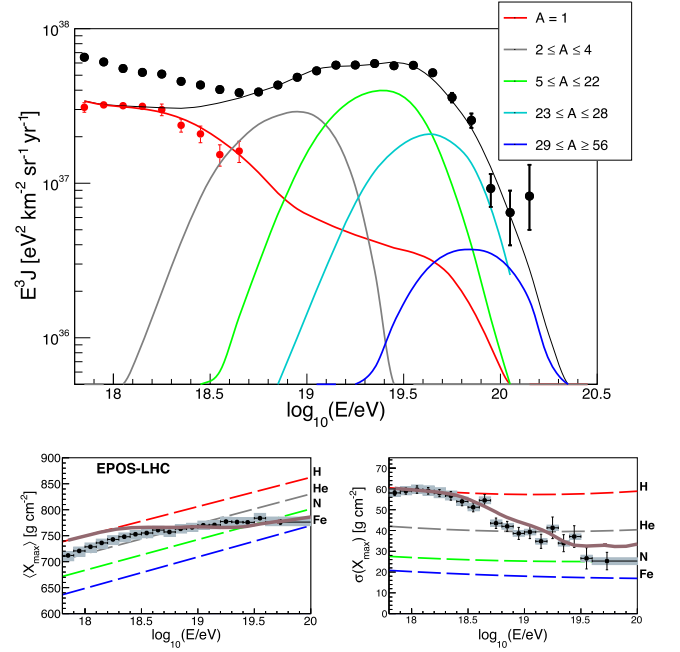 10^38
10^37
10^36
E^3J [eV^2 km^-2 sr^-1 yr^-1]
18 18.5 19 19.5 20 20.5
log10(E/eV)
A = 1
2 ≤ A ≤ 4
5 ≤ A ≤ 22
23 ≤ A ≤ 28
29 ≤ A ≥ 56
900
850
800
750
700
650
600
⟨X_max⟩ [g cm^-2]
EPOS-LHC
H
He
N
Fe
18 18.5 19 19.5 20
log10(E/eV)
70
60
50
40
30
20
10
0
σ(X_max) [g cm^-2]
H
He
N
Fe
18 18.5 19 19.5 20
log10(E/eV)